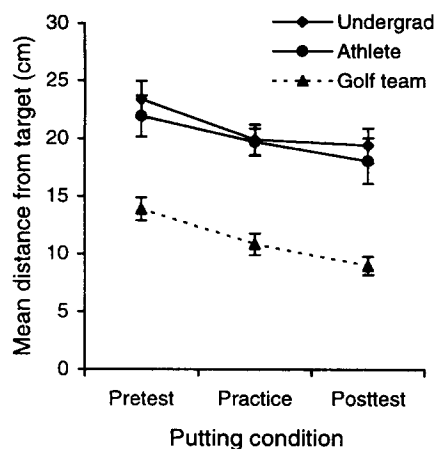 Undergrad
Athlete
Golf team
Mean distance from target (cm)
30
25
20
15
10
5
0
Pretest Practice Posttest
Putting condition